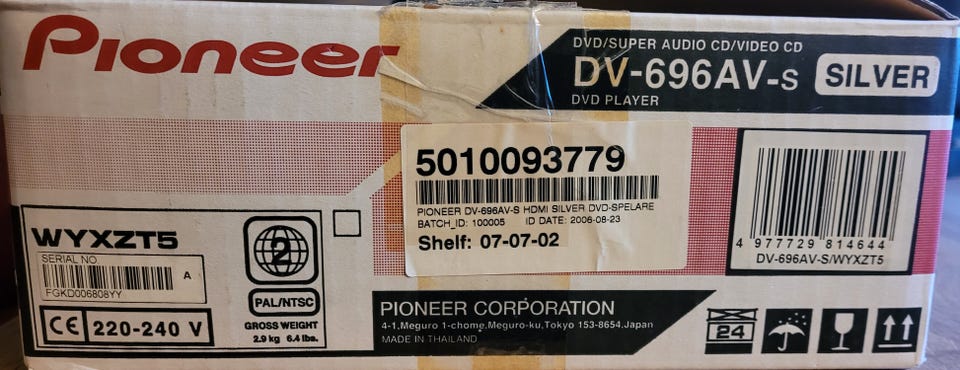 Pioneer
DVD/SUPER AUDIO CD/VIDEO CD
DV-696AV-S
SILVER
DVD PLAYER
5010093779
PIONEER DV-696AV-S HDMI SILVER DVD-SPELARE
BATCH_ID: 100005 ID DATE: 2006-08-23
Shelf: 07-07-02
4 977729 814644
DV-696AV-S/WYXZT5
WYXZT5
SERIAL NO.
A
FGKD006808YY
CE 220-240 V
2
PAL/NTSC
GROSS WEIGHT
2.9 kg 6.4 lbs.
PIONEER CORPORATION
4-1,Meguro 1-chome,Meguro-ku,Tokyo 153-8654,Japan
MADE IN THAILAND
24